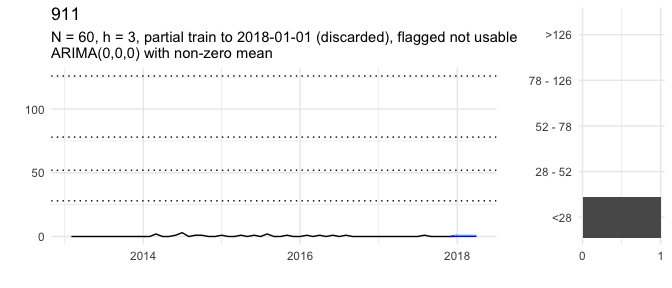 911
N = 60, h = 3, partial train to 2018-01-01 (discarded), flagged not usable
ARIMA(0,0,0) with non-zero mean
100
50
0
2014
2016
2018
>126
78 - 126
52 - 78
28 - 52
<28
0
1